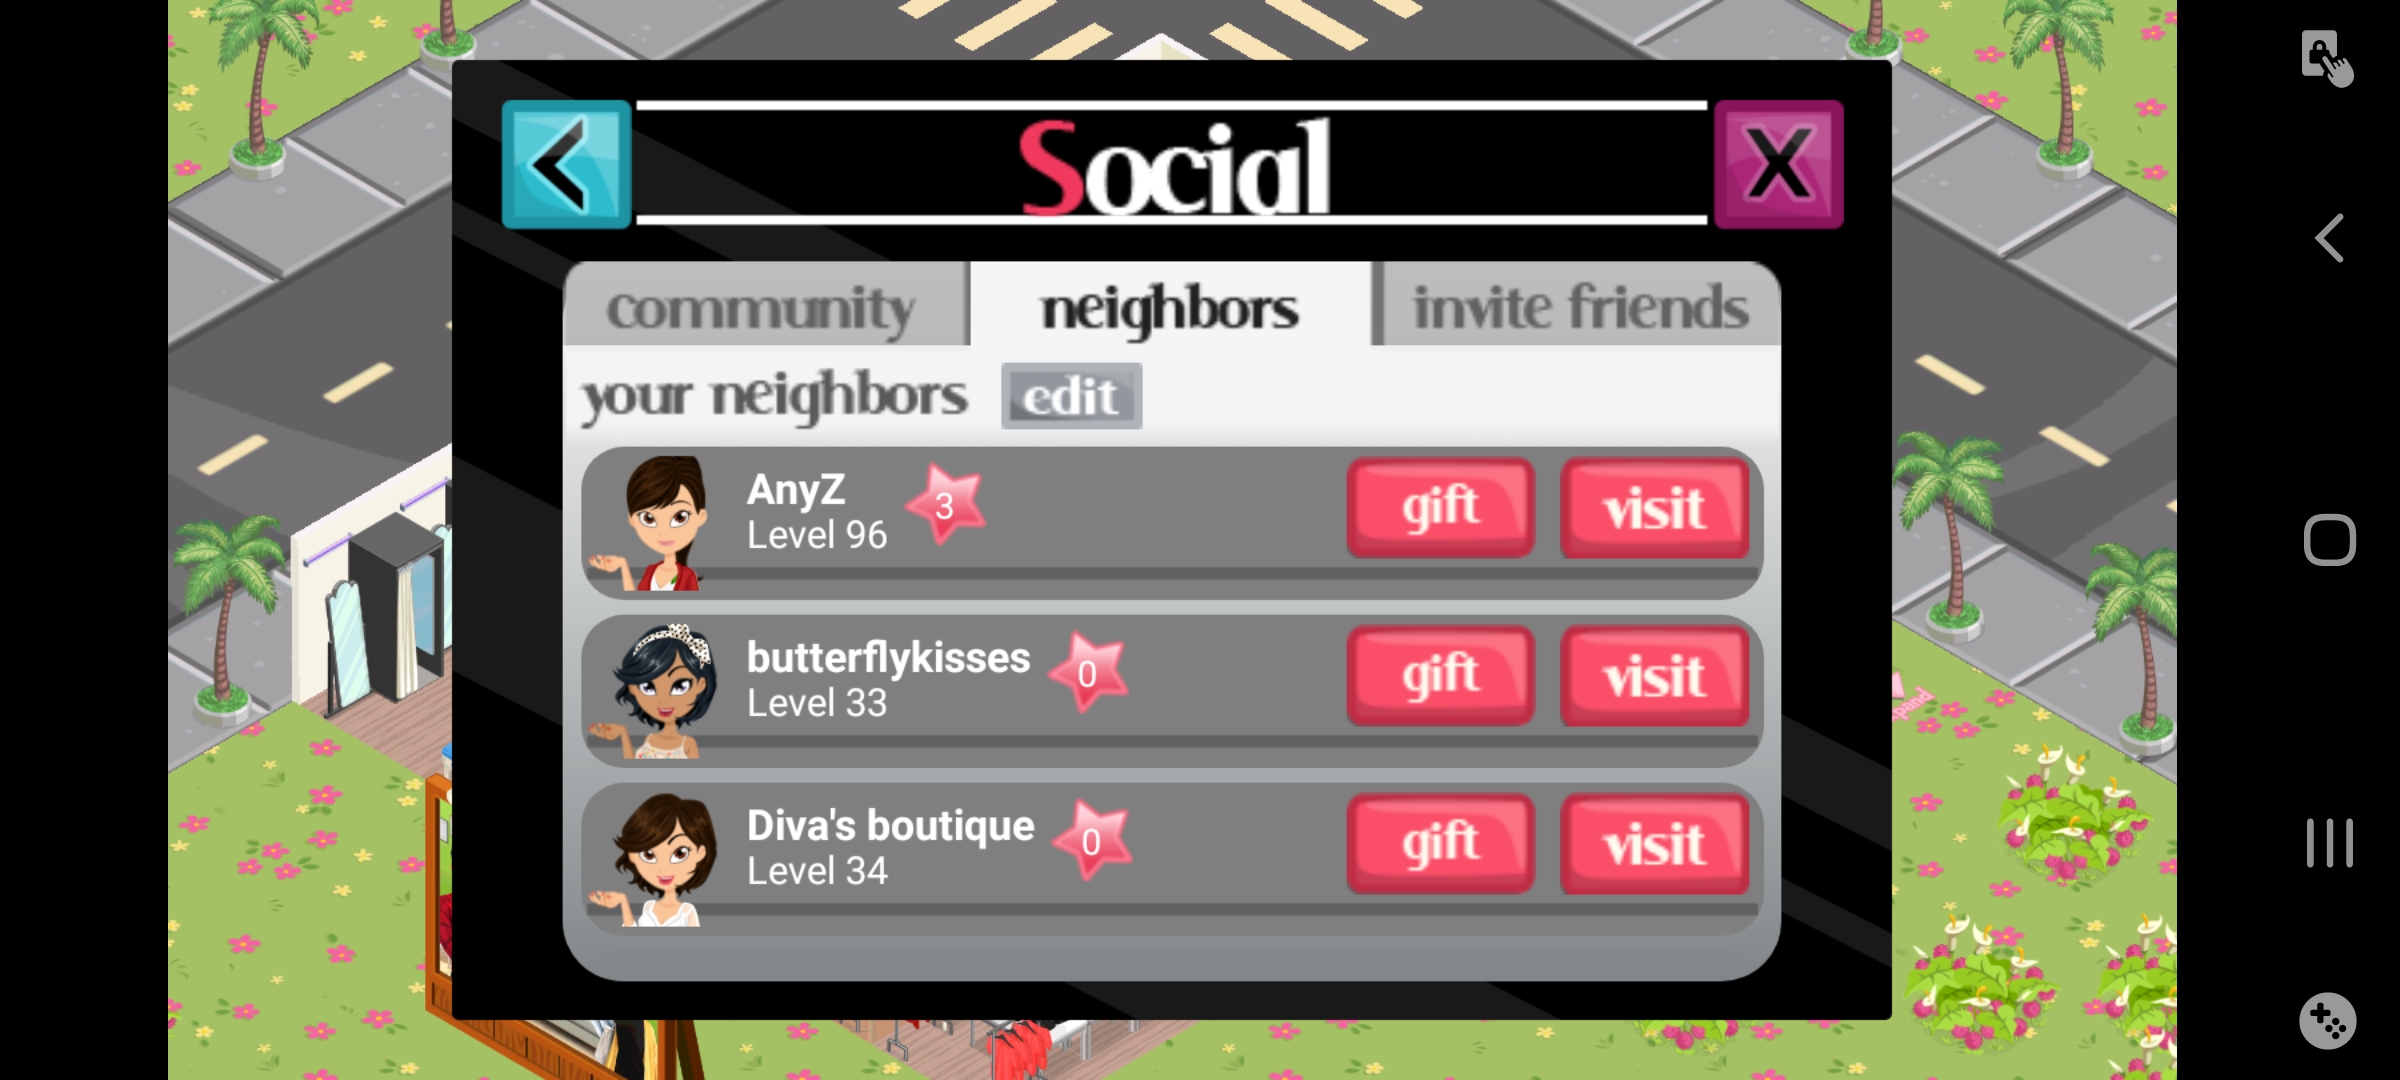 Social
X
community
neighbors
invite friends
your neighbors
edit
AnyZ
3
Level 96
gift
visit
butterflykisses
0
Level 33
gift
visit
Diva's boutique
0
Level 34
gift
visit